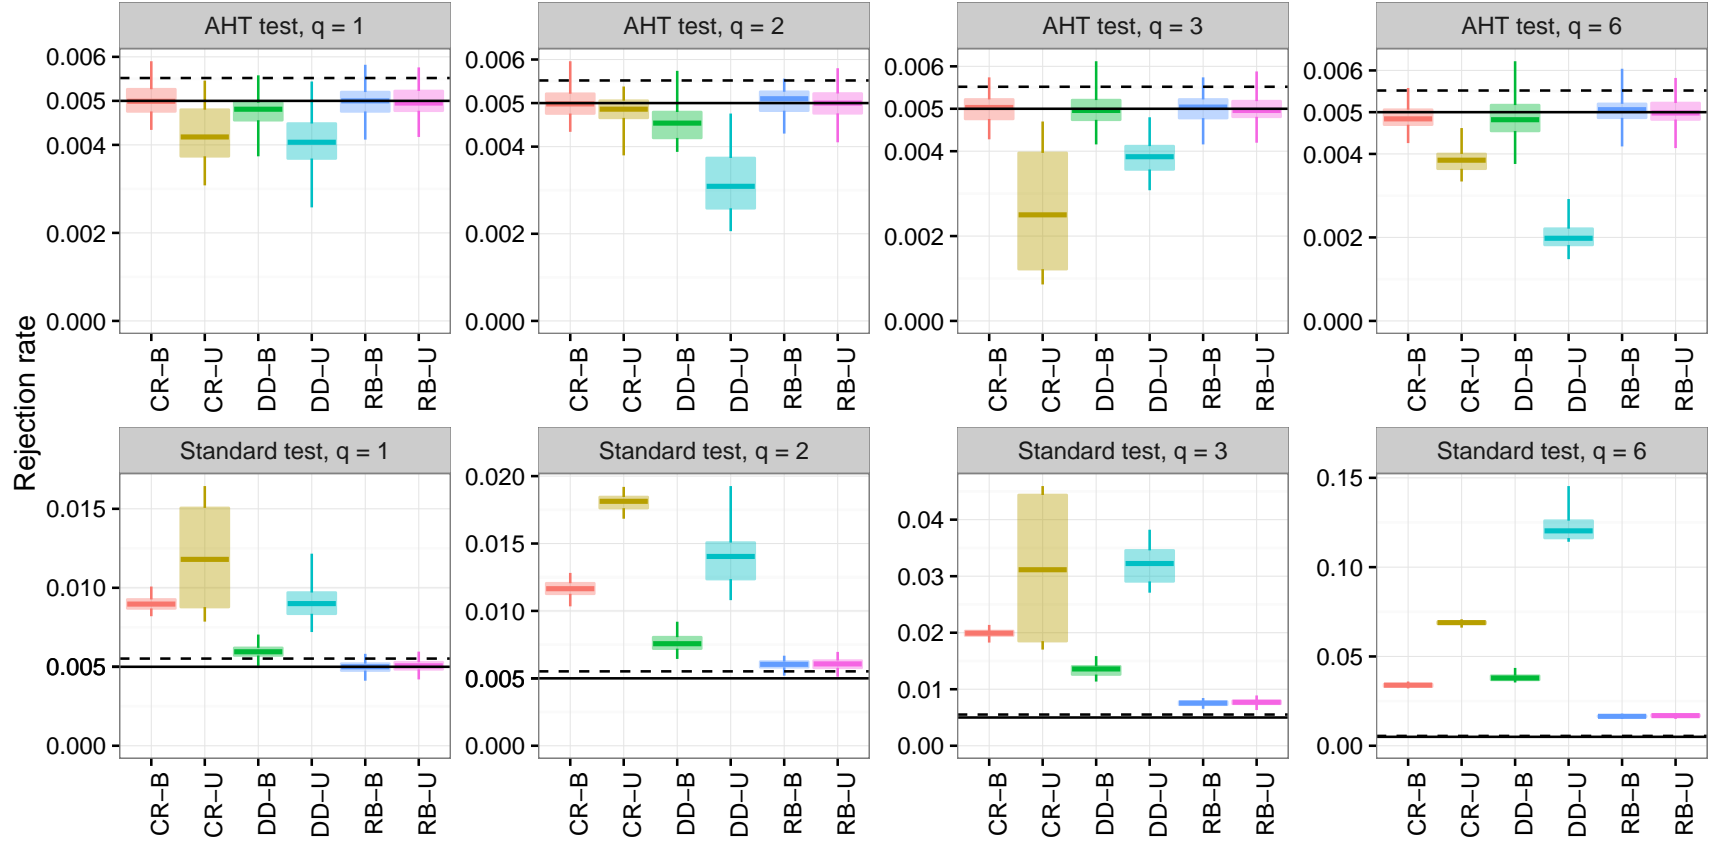 Rejection rate
AHT test, q = 1
AHT test, q = 2
AHT test, q = 3
AHT test, q = 6
0.006
0.005
0.004
0.002
0.000
0.006
0.005
0.004
0.002
0.000
0.006
0.005
0.004
0.002
0.000
0.006
0.005
0.004
0.002
0.000
CR−B
CR−U
DD−B
DD−U
RB−B
RB−U
CR−B
CR−U
DD−B
DD−U
RB−B
RB−U
CR−B
CR−U
DD−B
DD−U
RB−B
RB−U
CR−B
CR−U
DD−B
DD−U
RB−B
RB−U
Standard test, q = 1
Standard test, q = 2
Standard test, q = 3
Standard test, q = 6
0.015
0.010
0.005
0.000
0.020
0.015
0.010
0.005
0.000
0.04
0.03
0.02
0.01
0.00
0.15
0.10
0.05
0.00
CR−B
CR−U
DD−B
DD−U
RB−B
RB−U
CR−B
CR−U
DD−B
DD−U
RB−B
RB−U
CR−B
CR−U
DD−B
DD−U
RB−B
RB−U
CR−B
CR−U
DD−B
DD−U
RB−B
RB−U